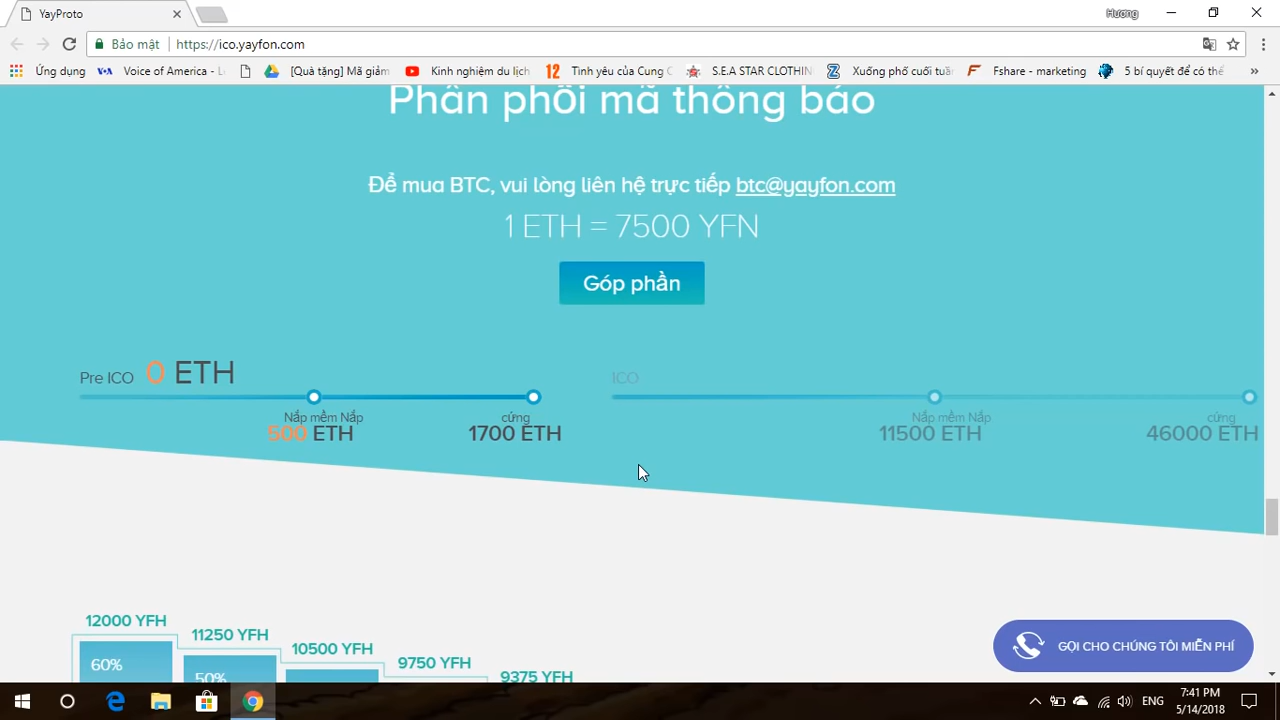 YayProto
Hương
Bảo mật
https://ico.yayfon.com
Ứng dụng
Voice of America - L
[Quà tặng] Mã giảm
Kinh nghiệm du lịch
Tình yêu của Cung C
S.E.A STAR CLOTHIN
Xuống phố cuối tuần
Fshare - marketing
5 bí quyết để có thể
»
Phân phối mã thông báo
Để mua BTC, vui lòng liên hệ trực tiếp btc@yayfon.com
1 ETH = 7500 YFN
Góp phần
Pre ICO 0 ETH
Nắp mềm Nắp
500 ETH
cứng
1700 ETH
ICO
Nắp mềm Nắp
11500 ETH
cứng
46000 ETH
12000 YFH
60%
11250 YFH
50%
10500 YFH
9750 YFH
9375 YFH
GỌI CHO CHÚNG TÔI MIỄN PHÍ
ENG
7:41 PM
5/14/2018